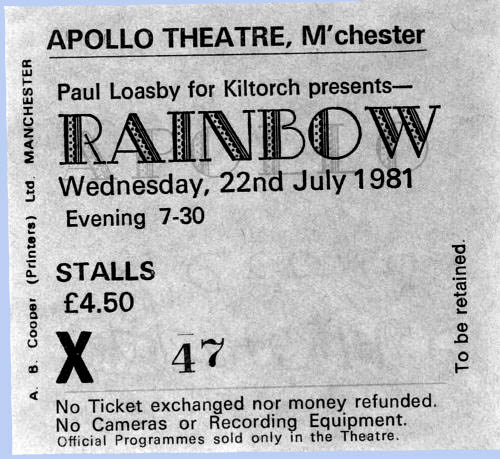 APOLLO THEATRE, M'chester
Paul Loasby for Kiltorch presents—
RAINBOW
Wednesday, 22nd July 1981
Evening 7-30
STALLS
£4.50
X 47
No Ticket exchanged nor money refunded.
No Cameras or Recording Equipment.
Official Programmes sold only in the Theatre.
A. B. Cooper (Printers) Ltd. MANCHESTER
To be retained.